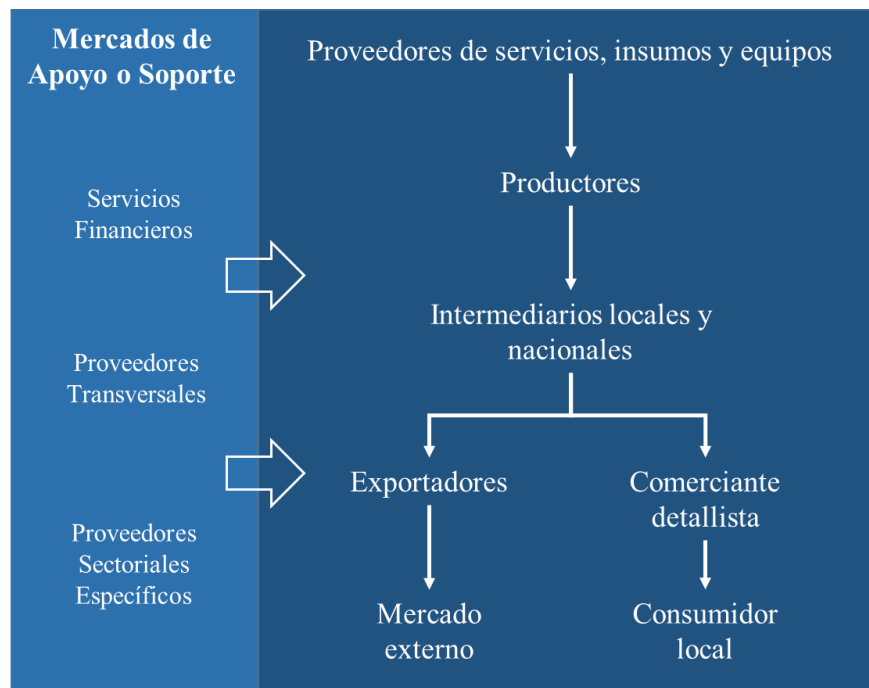 Mercados de
Apoyo o Soporte
Servicios
Financieros
Proveedores
Transversales
Proveedores
Sectoriales
Específicos
Proveedores de servicios, insumos y equipos
Productores
Intermediarios locales y
nacionales
Exportadores
Comerciante
detallista
Mercado
externo
Consumidor
local